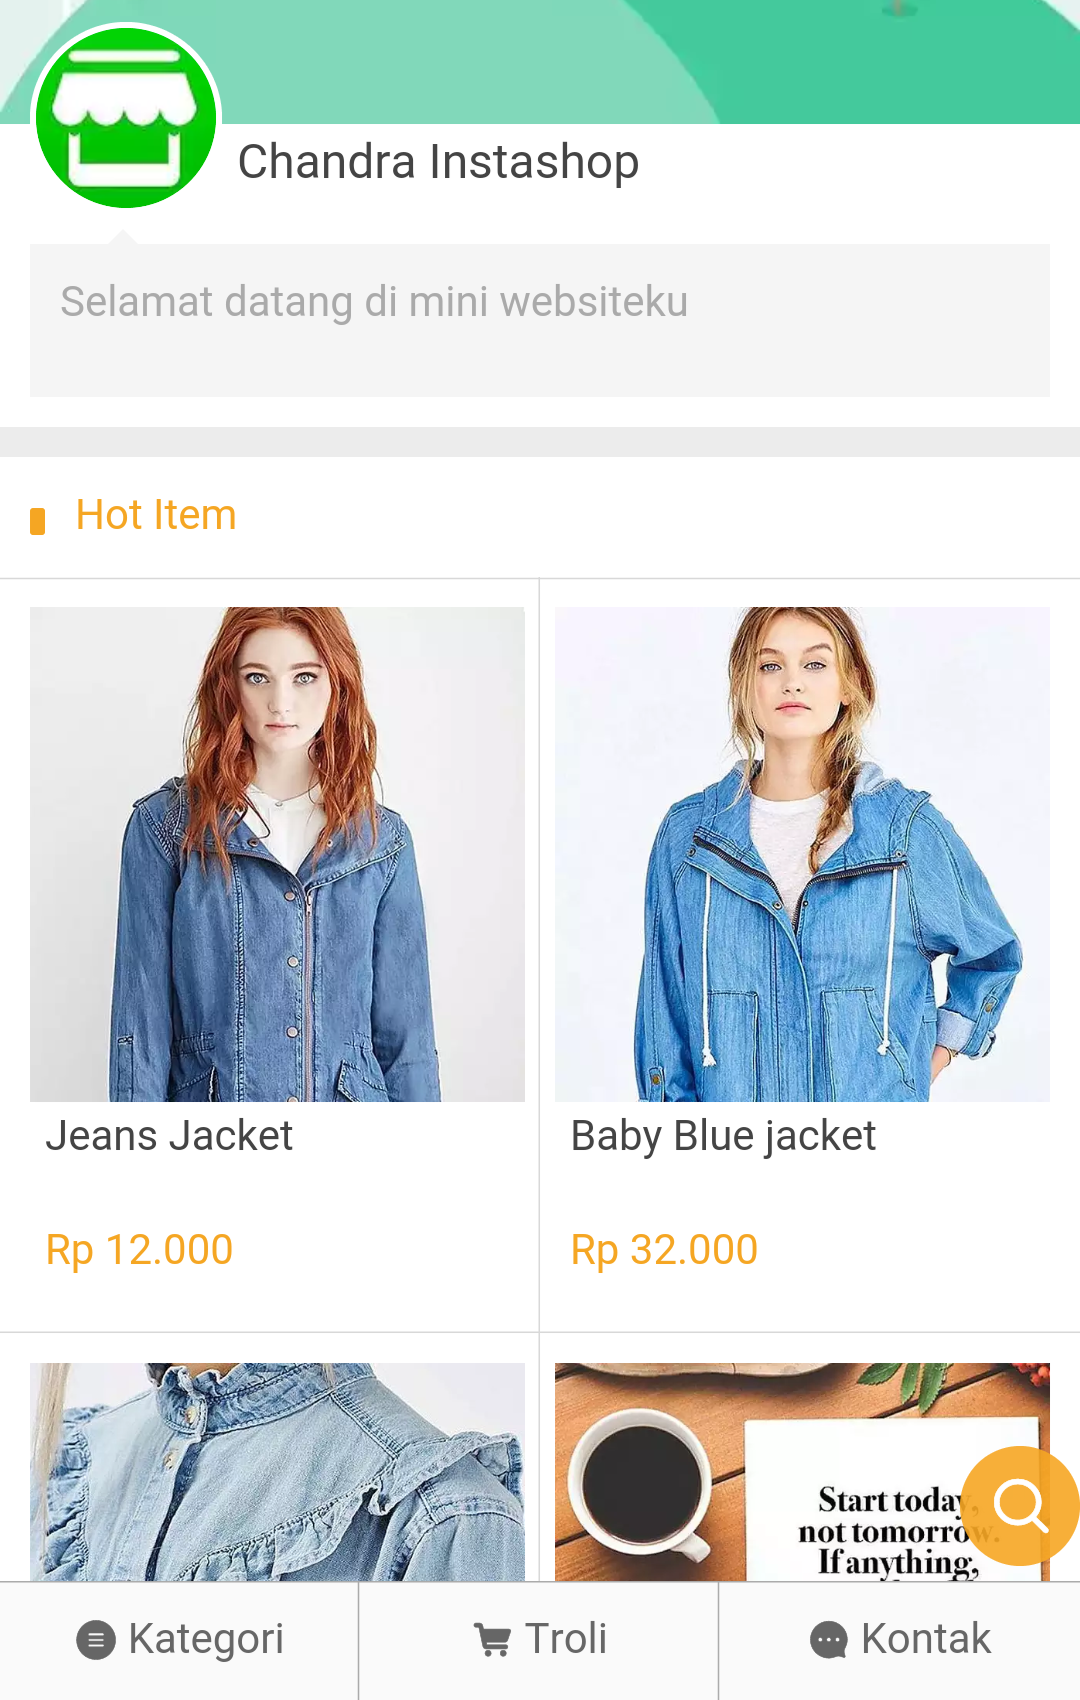 Chandra Instashop
Selamat datang di mini websiteku
Hot Item
Jeans Jacket
Baby Blue jacket
Rp 12.000
Rp 32.000
Start today,
not tomorrow.
If anything,
Kategori
Troli
Kontak